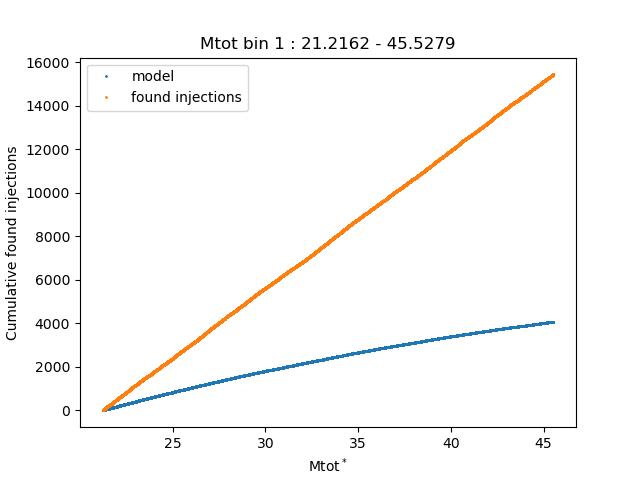 Mtot bin 1 : 21.2162 - 45.5279
model
found injections
Cumulative found injections
16000
14000
12000
10000
8000
6000
4000
2000
0
25 30 35 40 45
Mtot*